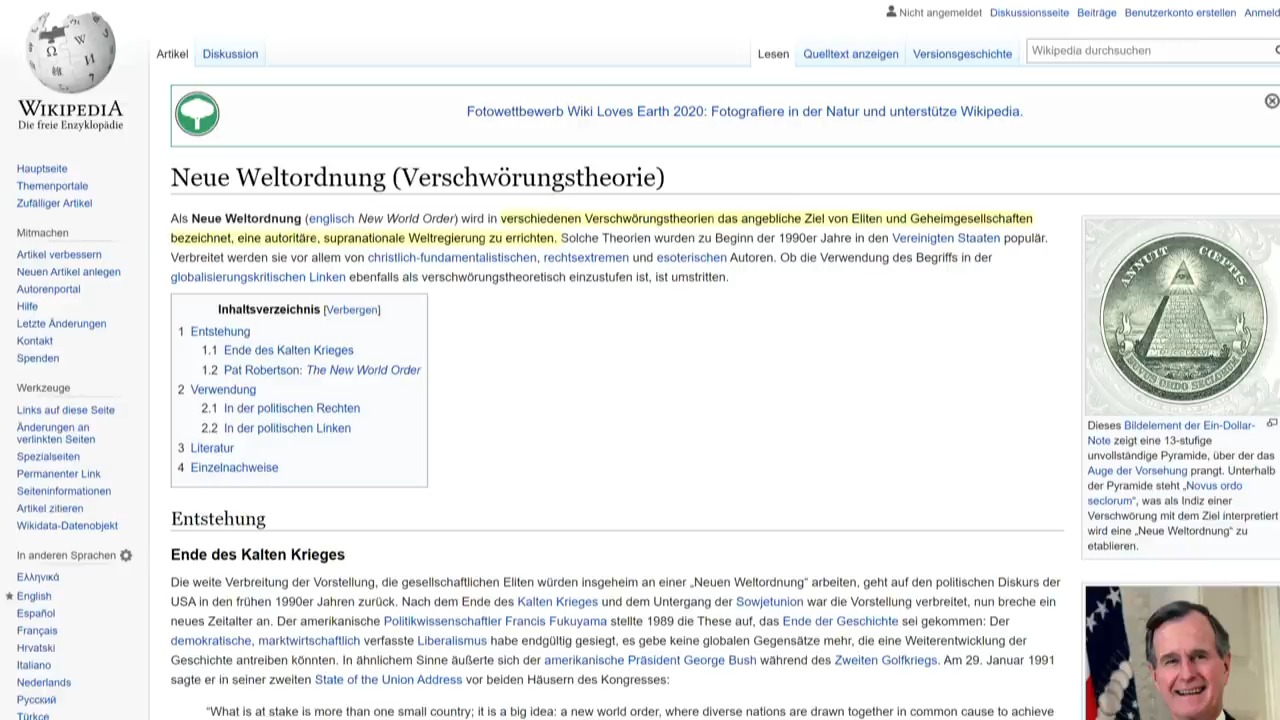 Nicht angemeldet Diskussionsseite Beiträge Benutzerkonto erstellen Anmeld
Artikel Diskussion Lesen Quelltext anzeigen Versionsgeschichte Wikipedia durchsuchen
WIKIPEDIA
Die freie Enzyklopädie
Fotowettbewerb Wiki Loves Earth 2020: Fotografiere in der Natur und unterstütze Wikipedia.
Hauptseite
Themenportale
Zufälliger Artikel
Mitmachen
Artikel verbessern
Neuen Artikel anlegen
Autorenportal
Hilfe
Letzte Änderungen
Kontakt
Spenden
Werkzeuge
Links auf diese Seite
Änderungen an
verlinkten Seiten
Spezialseiten
Permanenter Link
Seiteninformationen
Artikel zitieren
Wikidata-Datenobjekt
In anderen Sprachen
Ελληνικά
English
Español
Français
Hrvatski
Italiano
Nederlands
Русский
Türkçe
Neue Weltordnung (Verschwörungstheorie)
Als Neue Weltordnung (englisch New World Order) wird in verschiedenen Verschwörungstheorien das angebliche Ziel von Eliten und Geheimgesellschaften
bezeichnet, eine autoritäre, supranationale Weltregierung zu errichten. Solche Theorien wurden zu Beginn der 1990er Jahre in den Vereinigten Staaten populär.
Verbreitet werden sie vor allem von christlich-fundamentalistischen, rechtsextremen und esoterischen Autoren. Ob die Verwendung des Begriffs in der
globalisierungskritischen Linken ebenfalls als verschwörungstheoretisch einzustufen ist, ist umstritten.
Inhaltsverzeichnis [Verbergen]
1 Entstehung
1.1 Ende des Kalten Krieges
1.2 Pat Robertson: The New World Order
2 Verwendung
2.1 In der politischen Rechten
2.2 In der politischen Linken
3 Literatur
4 Einzelnachweise
Entstehung
Ende des Kalten Krieges
Die weite Verbreitung der Vorstellung, die gesellschaftlichen Eliten würden insgeheim an einer „Neuen Weltordnung“ arbeiten, geht auf den politischen Diskurs der
USA in den frühen 1990er Jahren zurück. Nach dem Ende des Kalten Krieges und dem Untergang der Sowjetunion war die Vorstellung verbreitet, nun breche ein
neues Zeitalter an. Der amerikanische Politikwissenschaftler Francis Fukuyama stellte 1989 die These auf, das Ende der Geschichte sei gekommen: Der
demokratische, marktwirtschaftlich verfasste Liberalismus habe endgültig gesiegt, es gebe keine globalen Gegensätze mehr, die eine Weiterentwicklung der
Geschichte antreiben könnten. In ähnlichem Sinne äußerte sich der amerikanische Präsident George Bush während des Zweiten Golfkriegs. Am 29. Januar 1991
sagte er in seiner zweiten State of the Union Address vor beiden Häusern des Kongresses:
“What is at stake is more than one small country; it is a big idea: a new world order, where diverse nations are drawn together in common cause to achieve
ANNUIT CŒPTIS
NOVUS ORDO SECLORUM
Dieses Bildelement der Ein-Dollar-
Note zeigt eine 13-stufige
unvollständige Pyramide, über der das
Auge der Vorsehung prangt. Unterhalb
der Pyramide steht „Novus ordo
seclorum“, was als Indiz einer
Verschwörung mit dem Ziel interpretiert
wird eine „Neue Weltordnung“ zu
etablieren.